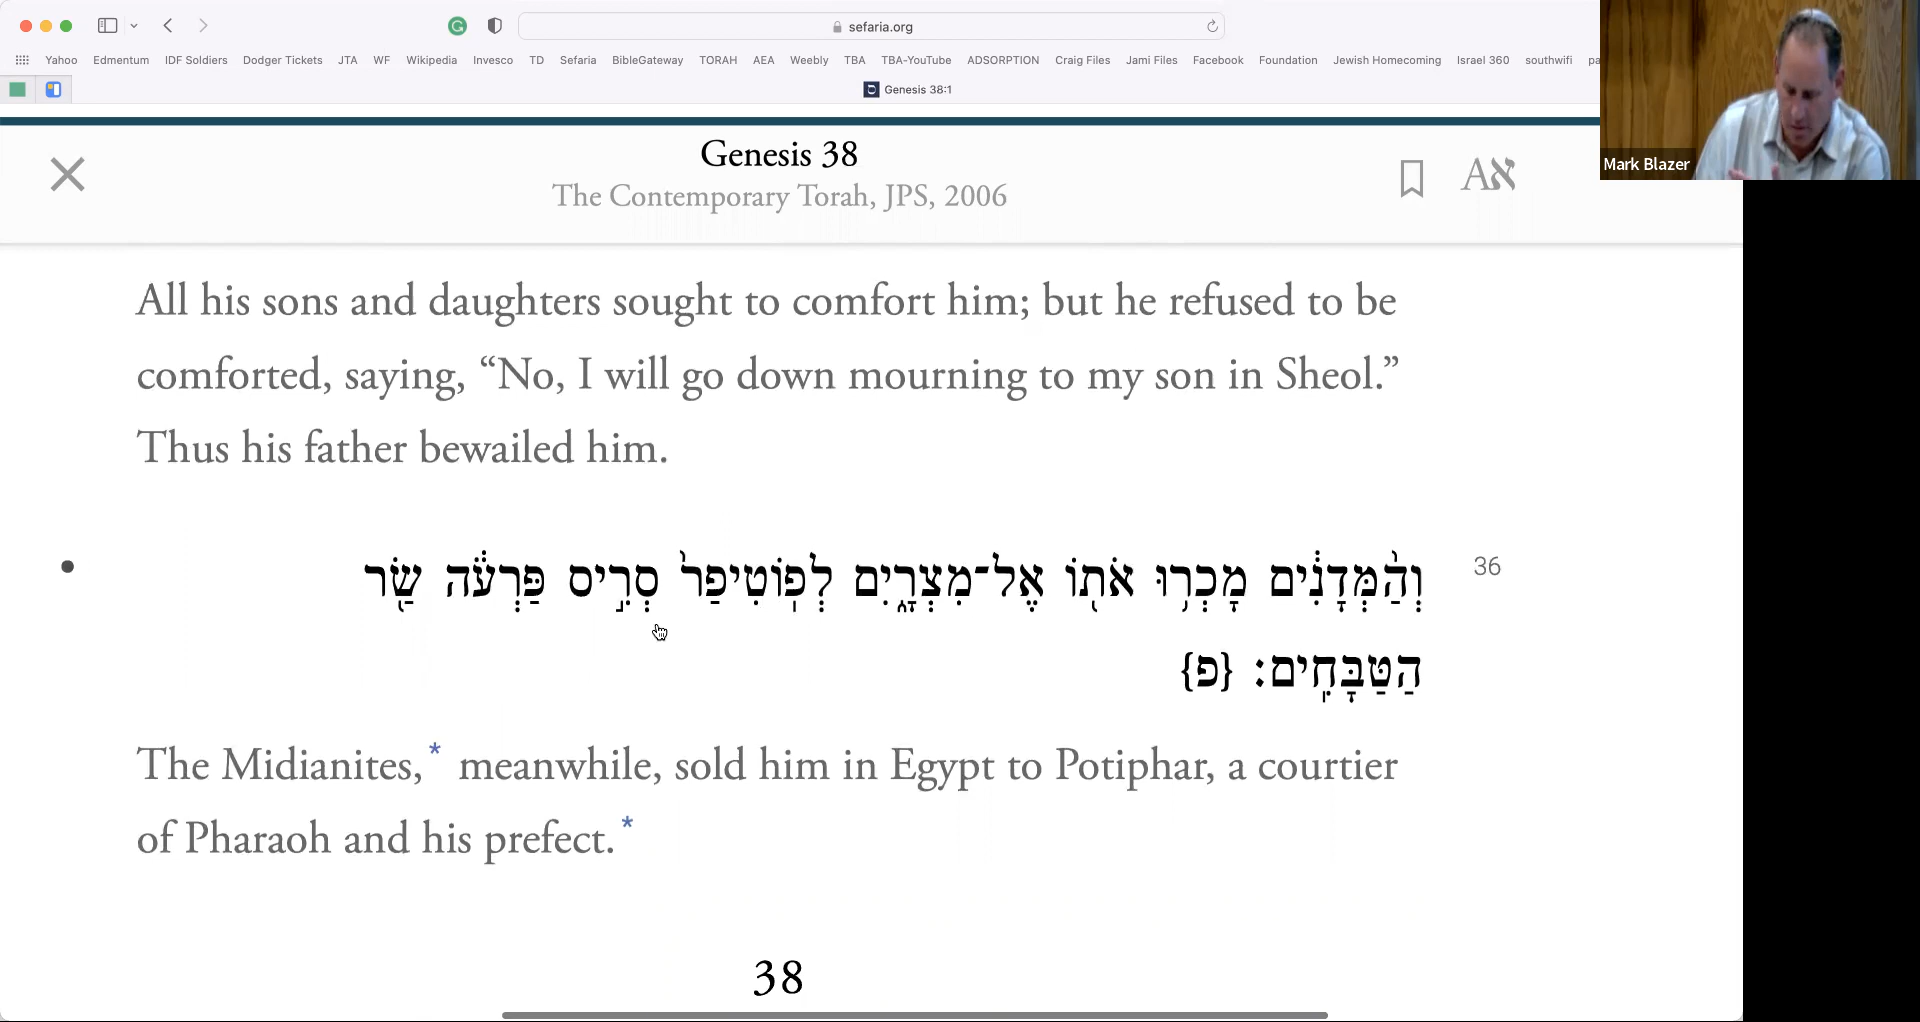 sefaria.org
Yahoo Edmentum IDF Soldiers Dodger Tickets JTA WF Wikipedia Invesco TD Sefaria BibleGateway TORAH AEA Weebly TBA TBA-YouTube ADSORPTION Craig Files Jami Files Facebook Foundation Jewish Homecoming Israel 360 southwifi pa
Genesis 38:1
Mark Blazer
Genesis 38
The Contemporary Torah, JPS, 2006
Aא
All his sons and daughters sought to comfort him; but he refused to be
comforted, saying, “No, I will go down mourning to my son in Sheol.”
Thus his father bewailed him.
36
וְהַ֨מְּדָנִ֔ים מָכְר֥וּ אֹת֖וֹ אֶל־מִצְרָ֑יִם לְפֽוֹטִיפַר֙ סְרִ֣יס פַּרְעֹ֔ה שַׂ֖ר
הַטַּבָּחִֽים׃ {פ}
The Midianites,* meanwhile, sold him in Egypt to Potiphar, a courtier
of Pharaoh and his prefect.*
38